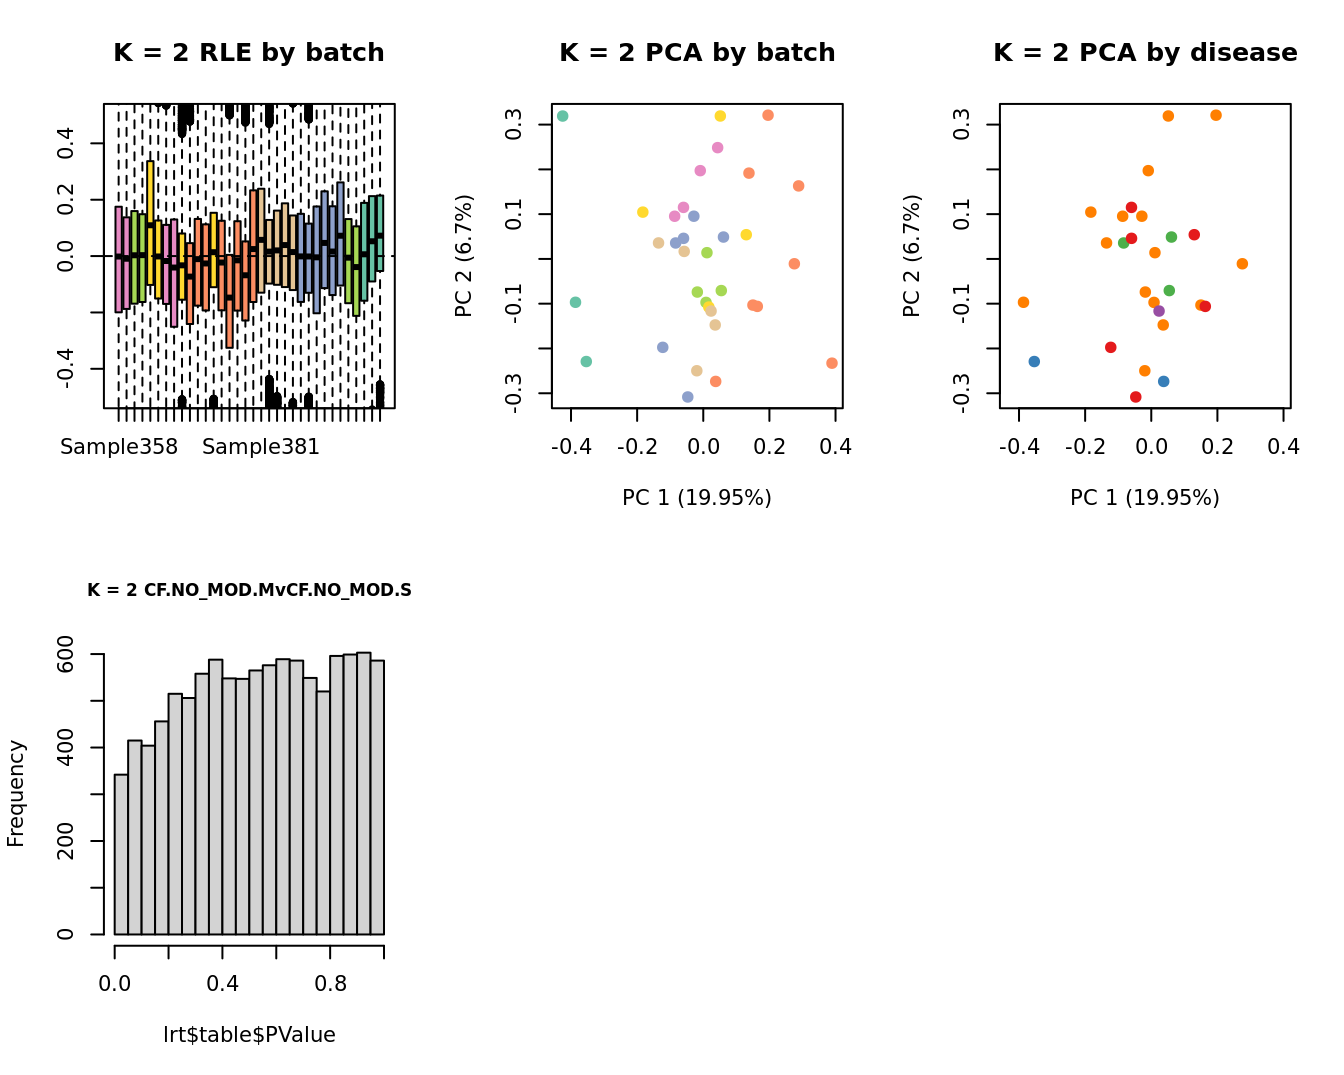 K = 2 RLE by batch
0.4
0.2
0.0
-0.4
Sample358 Sample381
K = 2 PCA by batch
PC 2 (6.7%)
0.3
0.1
-0.1
-0.3
-0.4 -0.2 0.0 0.2 0.4
PC 1 (19.95%)
K = 2 PCA by disease
PC 2 (6.7%)
0.3
0.1
-0.1
-0.3
-0.4 -0.2 0.0 0.2 0.4
PC 1 (19.95%)
K = 2 CF.NO_MOD.MvCF.NO_MOD.S
Frequency
600
400
200
0
0.0 0.4 0.8
lrt$table$PValue